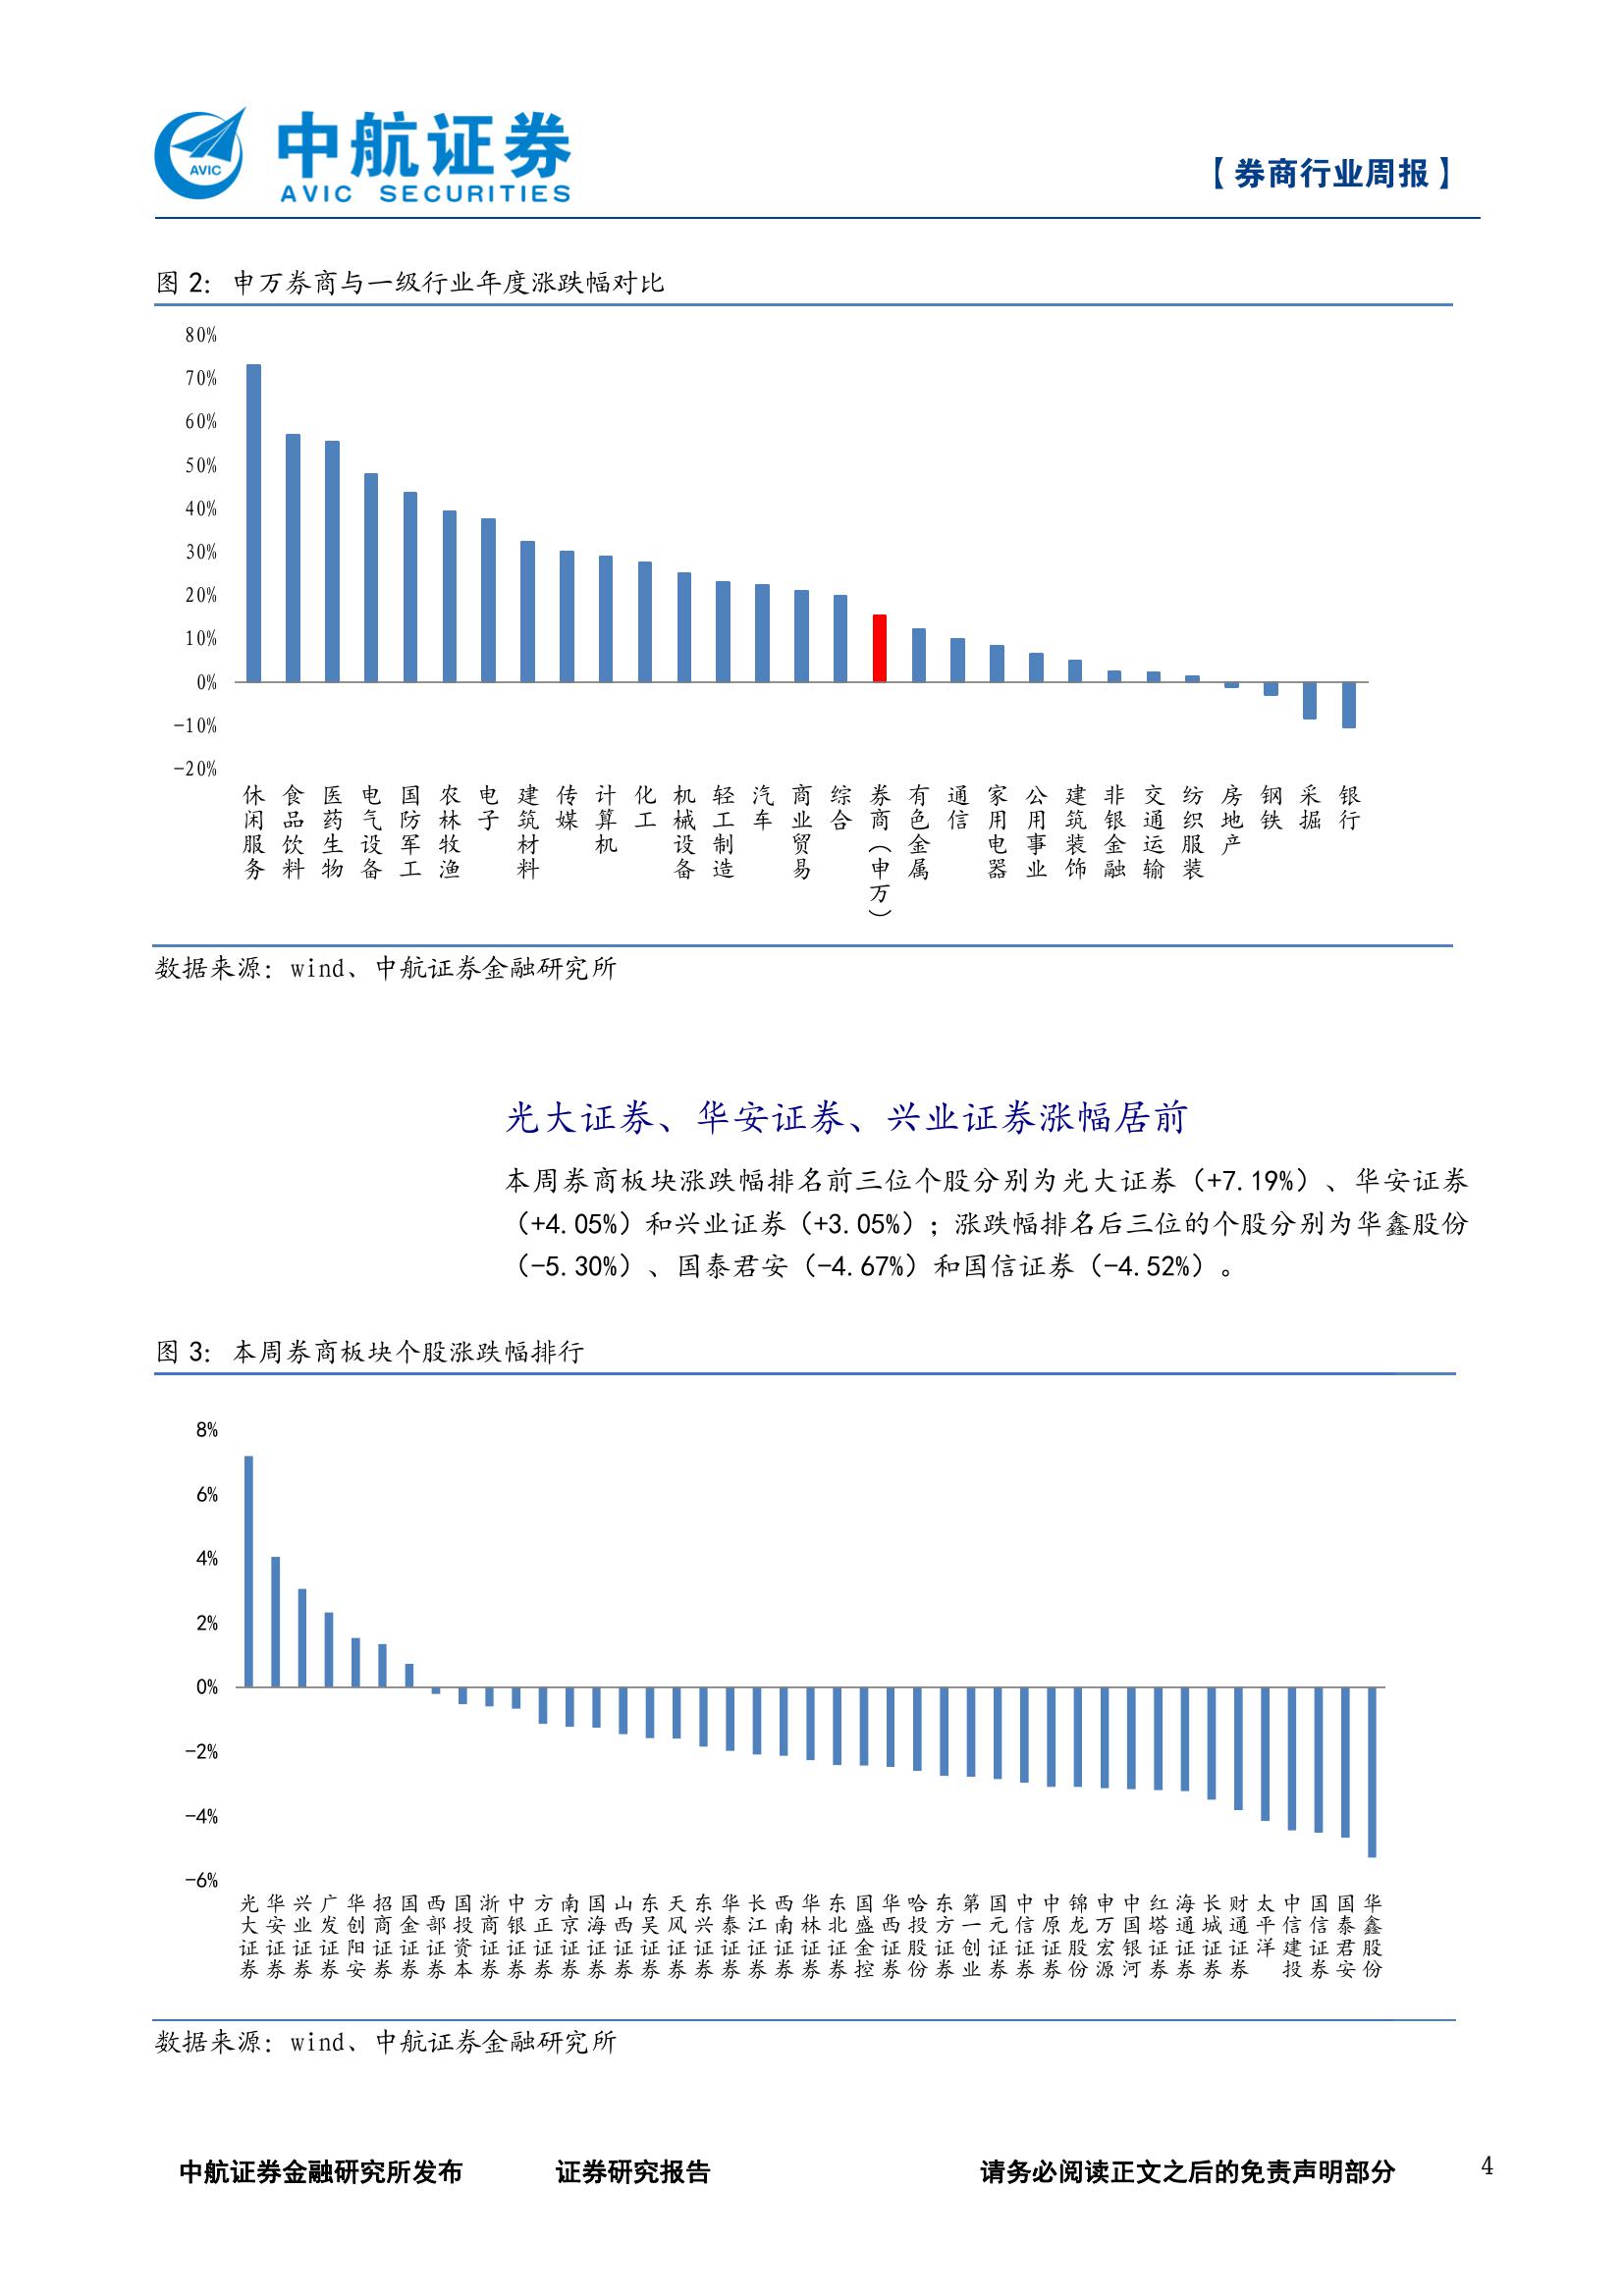 中航证券
AVIC SECURITIES
AVIC
【券商行业周报】
图 2：申万券商与一级行业年度涨跌幅对比
80%
70%
60%
50%
40%
30%
20%
10%
0%
-10%
-20%
休闲服务
食品饮料
医药生物
电气设备
国防军工
农林牧渔
电子
建筑材料
传媒
计算机
化工
机械设备
轻工制造
汽车
商业贸易
综合
券商（申万）
有色金属
通信
家用电器
公用事业
建筑装饰
非银金融
交通运输
纺织服装
房地产
钢铁
采掘
银行
数据来源：wind、中航证券金融研究所
光大证券、华安证券、兴业证券涨幅居前
本周券商板块涨跌幅排名前三位个股分别为光大证券（+7.19%）、华安证券
（+4.05%）和兴业证券（+3.05%）；涨跌幅排名后三位的个股分别为华鑫股份
（-5.30%）、国泰君安（-4.67%）和国信证券（-4.52%）。
图 3：本周券商板块个股涨跌幅排行
8%
6%
4%
2%
0%
-2%
-4%
-6%
光大证券
华安证券
兴业证券
广发证券
华创阳安
招商证券
国金证券
西部证券
国投资本
浙商证券
中银证券
方正证券
南京证券
国海证券
山西证券
东吴证券
天风证券
东兴证券
华泰证券
长江证券
西南证券
华林证券
东北证券
国盛金控
华西证券
哈投股份
东方证券
第一创业
国元证券
中信证券
中原证券
锦龙股份
申万宏源
中国银河
红塔证券
海通证券
长城证券
财通证券
太平洋
中信建投
国信证券
国泰君安
华鑫股份
数据来源：wind、中航证券金融研究所
中航证券金融研究所发布 证券研究报告 请务必阅读正文之后的免责声明部分 4